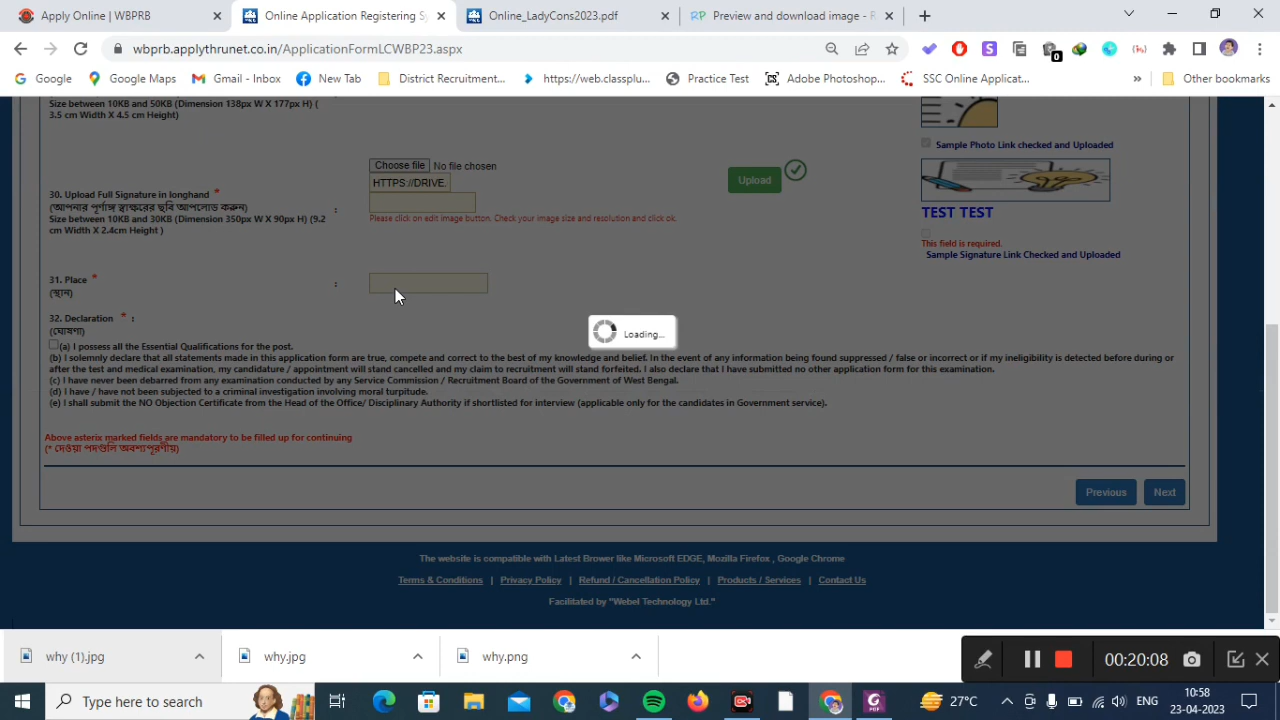 Apply Online | WBPRB
Online Application Registering Sy
Online_LadyCons2023.pdf
Preview and download image - R
wbprb.applythrunet.co.in/ApplicationFormLCWBP23.aspx
Google
Google Maps
Gmail - Inbox
New Tab
District Recruitment...
https://web.classplu...
Practice Test
Adobe Photoshop...
SSC Online Applicat...
»
Other bookmarks
Size between 10KB and 50KB (Dimension 138px W X 177px H) (
3.5 cm Width X 4.5 cm Height)
Sample Photo Link checked and Uploaded
Choose file No file chosen
HTTPS://DRIVE.
Upload
30. Upload Full Signature in longhand *
(আপনার পূর্ণাঙ্গ স্বাক্ষরের ছবি আপলোড করুন)
Size between 10KB and 30KB (Dimension 350px W X 90px H) (9.2
cm Width X 2.4cm Height )
:
Please click on edit image button. Check your image size and resolution and click ok.
TEST TEST
This field is required.
Sample Signature Link Checked and Uploaded
31. Place *
(স্থান)
:
Loading...
32. Declaration * :
(ঘোষণা)
(a) I possess all the Essential Qualifications for the post.
(b) I solemnly declare that all statements made in this application form are true, compete and correct to the best of my knowledge and belief. In the event of any information being found suppressed / false or incorrect or if my ineligibility is detected before during or
after the test and medical examination, my candidature / appointment will stand cancelled and my claim to recruitment will stand forfeited. I also declare that I have submitted no other application form for this examination.
(c) I have never been debarred from any examination conducted by any Service Commission / Recruitment Board of the Government of West Bengal.
(d) I have / have not been subjected to a criminal investigation involving moral turpitude.
(e) I shall submit the NO Objection Certificate from the Head of the Office/ Disciplinary Authority if shortlisted for interview (applicable only for the candidates in Government service).
Above asterix marked fields are mandatory to be filled up for continuing
(* দেওয়া পদগুলি অবশ্যপূরণীয়)
Previous
Next
The website is compatible with Latest Brower like Microsoft EDGE, Mozilla Firefox , Google Chrome
Terms & Conditions | Privacy Policy | Refund / Cancellation Policy | Products / Services | Contact Us
Facilitated by "Webel Technology Ltd."
why (1).jpg
why.jpg
why.png
00:20:08
Type here to search
27°C
ENG
10:58
23-04-2023